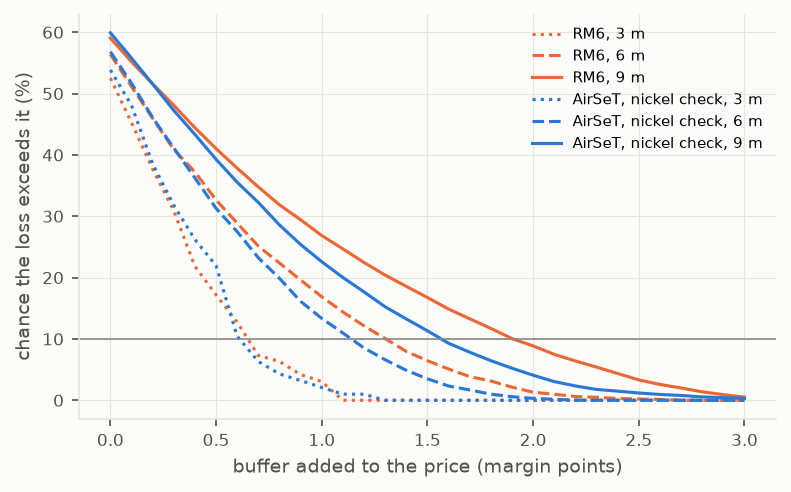 60
50
40
30
20
10
0
chance the loss exceeds it (%)
RM6, 3 m
RM6, 6 m
RM6, 9 m
AirSeT, nickel check, 3 m
AirSeT, nickel check, 6 m
AirSeT, nickel check, 9 m
0.0 0.5 1.0 1.5 2.0 2.5 3.0
buffer added to the price (margin points)